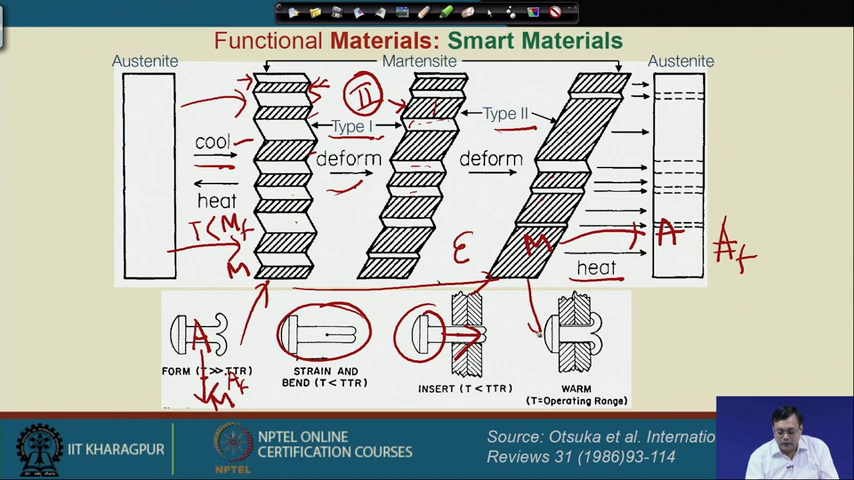 Functional Materials: Smart Materials
Austenite Martensite Austenite
II
Type I Type II
cool deform deform
heat
T<Mf
M ε M A Af
heat
A
FORM (T ≫ TTR) STRAIN AND BEND (T < TTR) INSERT (T < TTR) WARM (T=Operating Range)
Af
M
IIT KHARAGPUR
NPTEL
NPTEL ONLINE
CERTIFICATION COURSES
Source: Otsuka et al. Internatio
Reviews 31 (1986)93-114